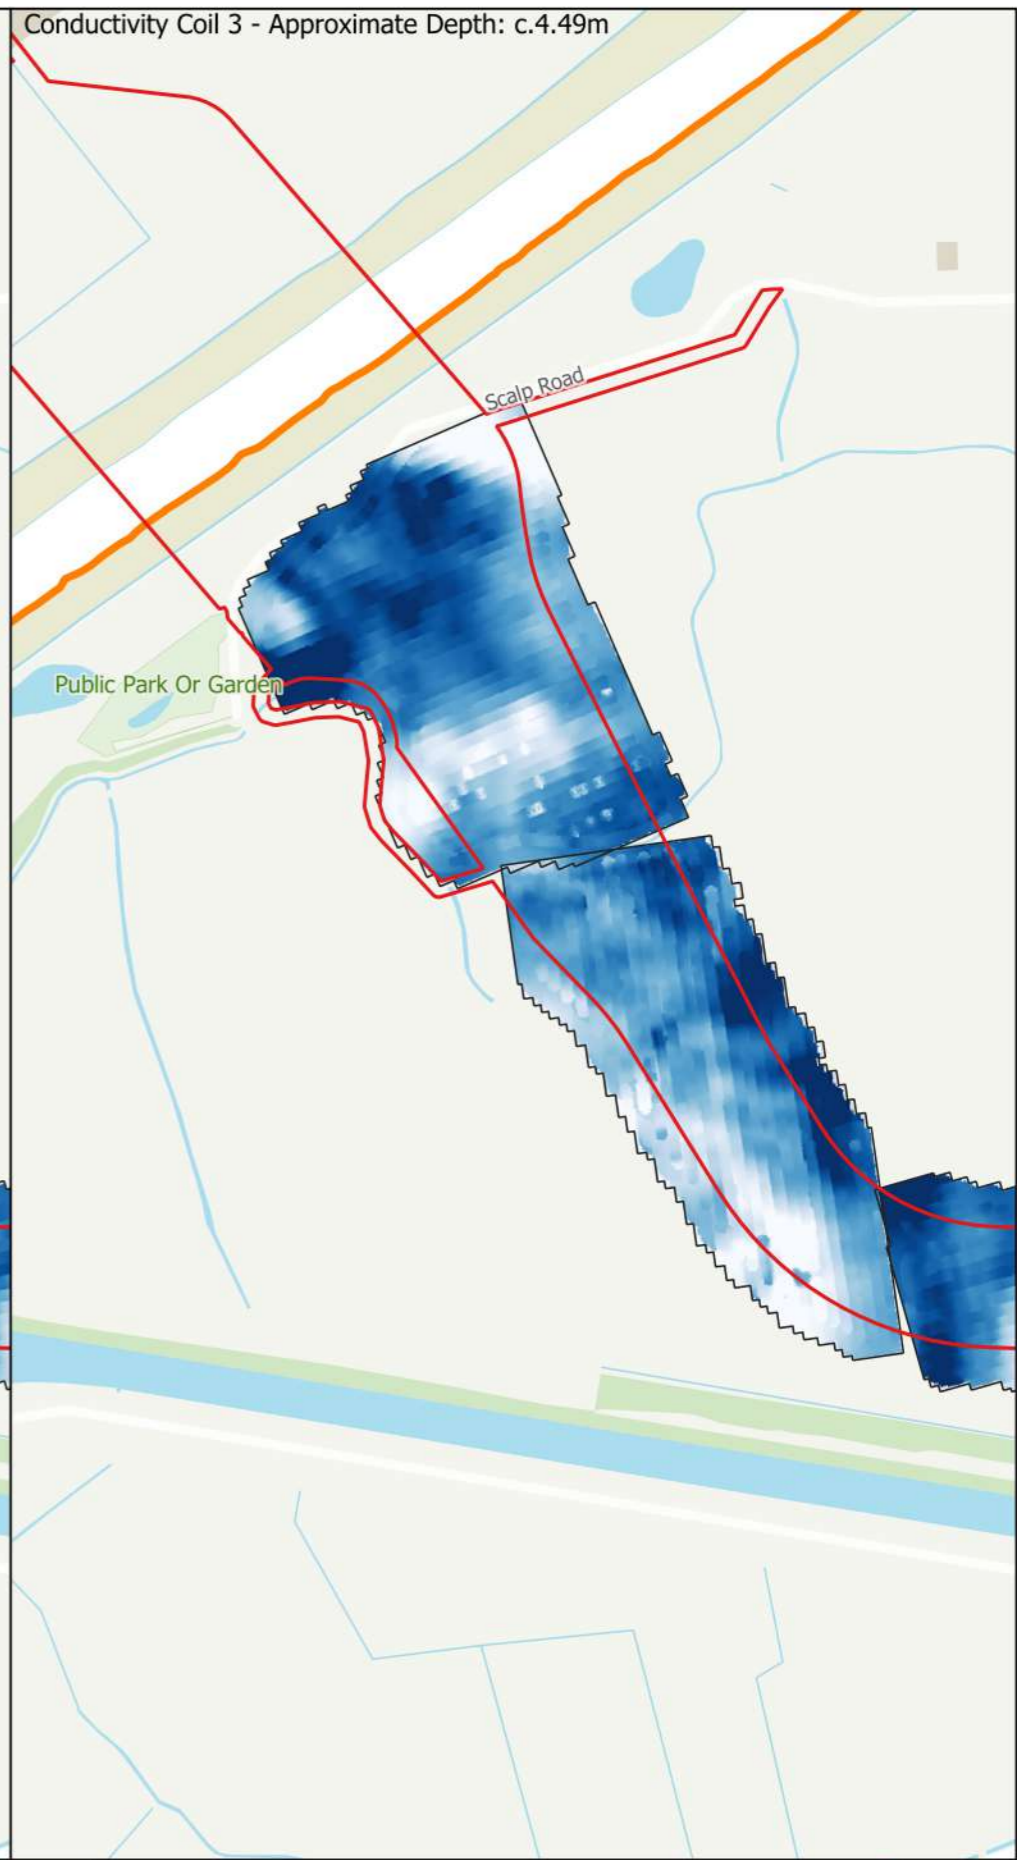 Conductivity Coil 3 - Approximate Depth: c.4.49m
Scalp Road
Public Park Or Garden